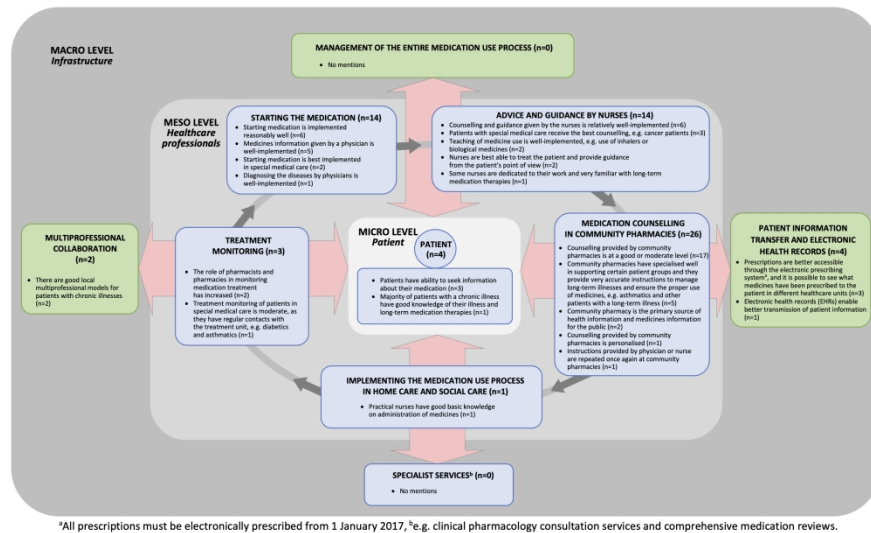 MACRO LEVEL
Infrastructure
MANAGEMENT OF THE ENTIRE MEDICATION USE PROCESS (n=0)
• No mentions
MESO LEVEL
Healthcare
professionals
STARTING THE MEDICATION (n=14)
• Starting medication is implemented
reasonably well (n=6)
• Medicines information given by a physician is
well-implemented (n=5)
• Starting medication is best implemented
in special medical care (n=2)
• Diagnosing the diseases by physicians is
well-implemented (n=1)
ADVICE AND GUIDANCE BY NURSES (n=14)
• Counselling and guidance given by the nurses is relatively well-implemented (n=6)
• Patients with special medical care receive the best counselling, e.g. cancer patients (n=3)
• Teaching of medicine use is well-implemented, e.g. use of inhalers or
biological medicines (n=2)
• Nurses are best able to treat the patient and provide guidance
from the patient's point of view (n=2)
• Some nurses are dedicated to their work and very familiar with long-term
medication therapies (n=1)
MULTIPROFESSIONAL
COLLABORATION
(n=2)
• There are good local
multiprofessional models for
patients with chronic illnesses
(n=2)
TREATMENT
MONITORING (n=3)
• The role of pharmacists and
pharmacies in monitoring
medication treatment
has increased (n=2)
• Treatment monitoring of patients in
special medical care is moderate, as
they have regular contacts with
the treatment unit, e.g. diabetics
and asthmatics (n=1)
MICRO LEVEL
Patient
PATIENT
(n=4)
• Patients have ability to seek information
about their medication (n=3)
• Majority of patients with a chronic illness
have good knowledge of their illness and
long-term medication therapies (n=1)
MEDICATION COUNSELLING
IN COMMUNITY PHARMACIES (n=26)
• Counselling provided by community
pharmacies is at a good or moderate level (n=17)
• Community pharmacies have specialised well
in supporting certain patient groups and they
provide very accurate instructions to manage
long-term illnesses and ensure the proper use
of medicines, e.g. asthmatics and other
patients with a long-term illness (n=5)
• Community pharmacy is the primary source of
health information and medicines information
for the public (n=2)
• Counselling provided by community
pharmacies is personalised (n=1)
• Instructions provided by physician or nurse
are repeated once again at community
pharmacies (n=1)
PATIENT INFORMATION
TRANSFER AND ELECTRONIC
HEALTH RECORDS (n=4)
• Prescriptions are better accessible
through the electronic prescribing
systemᵃ, and it is possible to see what
medicines have been prescribed to the
patient in different healthcare units (n=3)
• Electronic health records (EHRs) enable
better transmission of patient information
(n=1)
IMPLEMENTING THE MEDICATION USE PROCESS
IN HOME CARE AND SOCIAL CARE (n=1)
• Practical nurses have good basic knowledge
on administration of medicines (n=1)
SPECIALIST SERVICESᵇ (n=0)
• No mentions
ᵃAll prescriptions must be electronically prescribed from 1 January 2017, ᵇe.g. clinical pharmacology consultation services and comprehensive medication reviews.